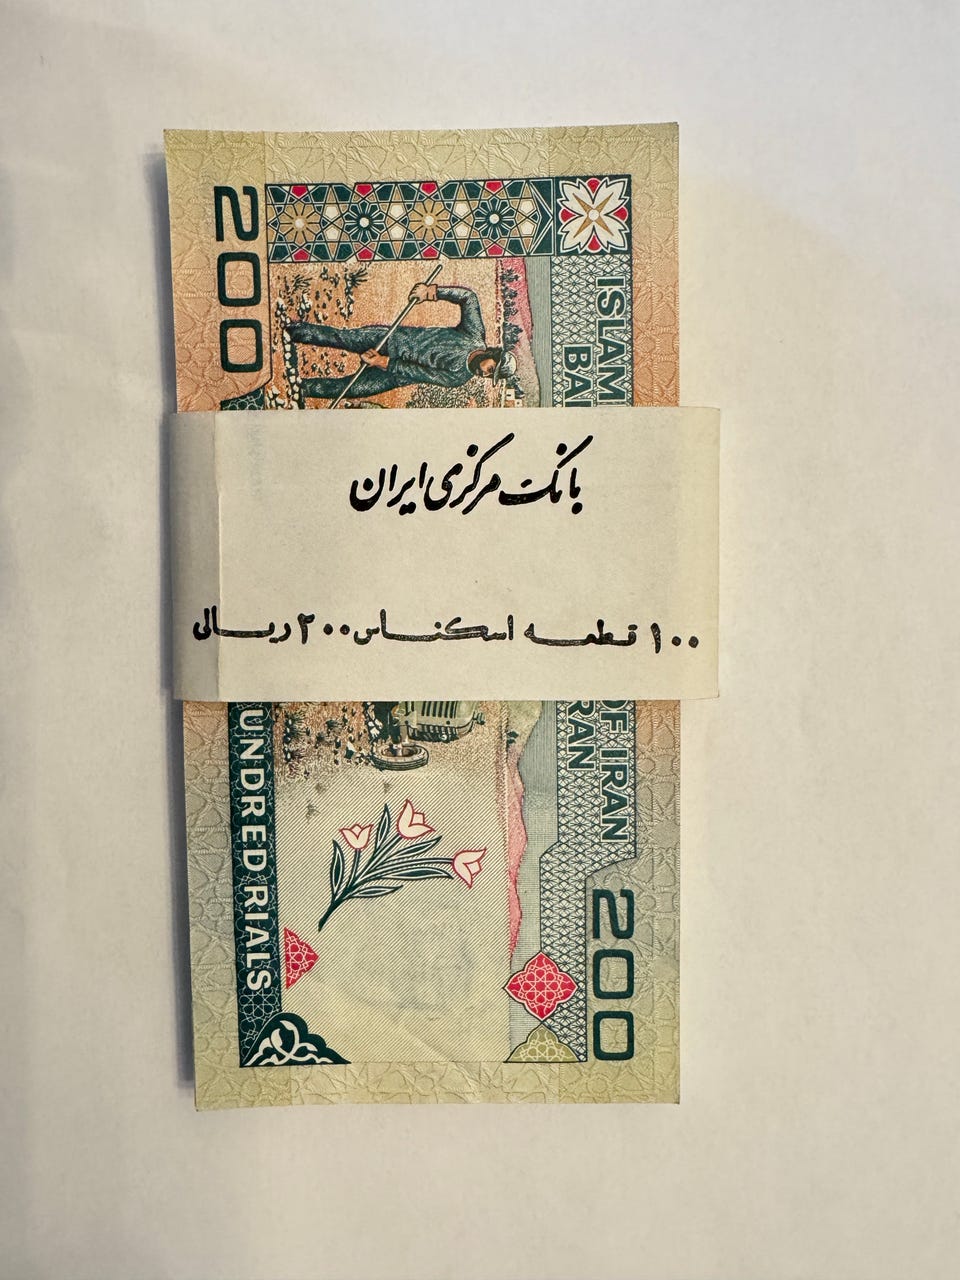 200
ISLAM
BAN
بانک مرکزی ایران
۱۰۰ قطعه اسکناس ۲۰۰ ریالی
OF IRAN
RAN
UNDRED RIALS
200